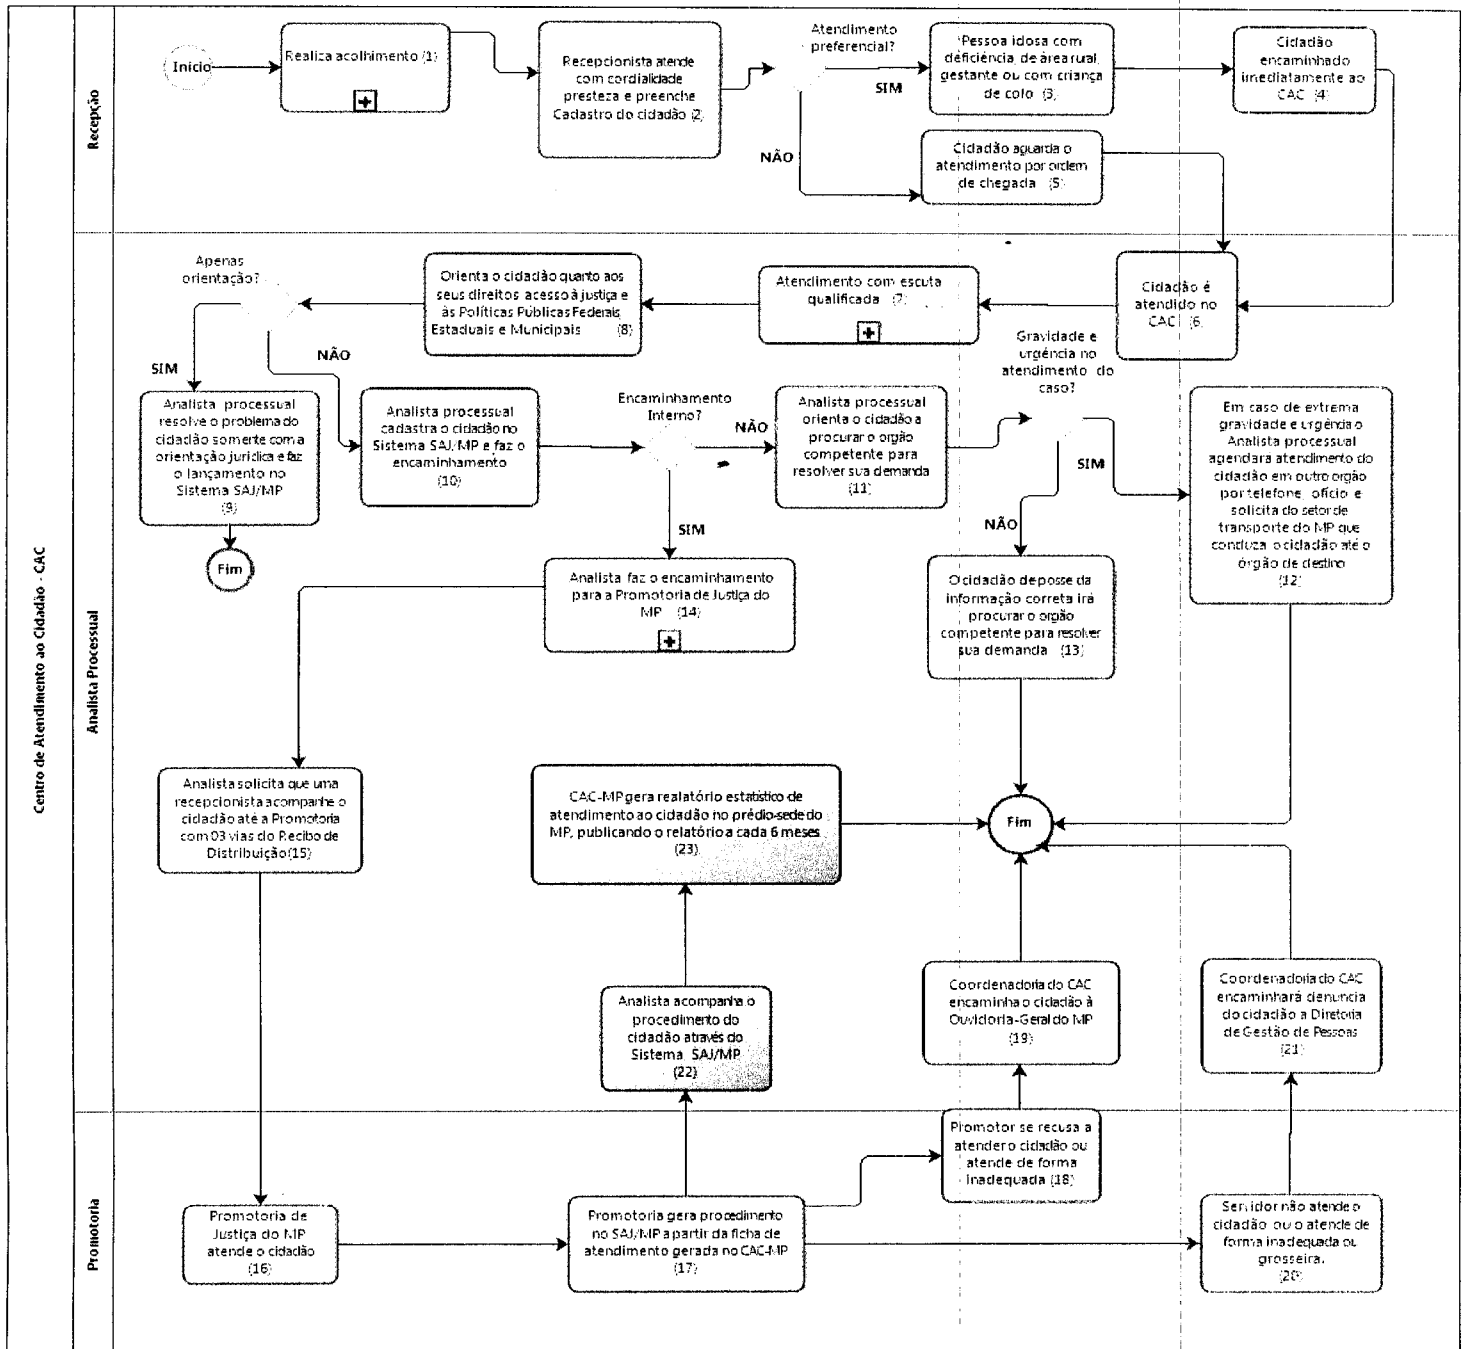 Centro de Atendimento ao Cidadão - CAC
Recepção
Início
Realiza acolhimento (1)
Recepcionista atende
com cordialidade
presteza e preenche
Cadastro do cidadão (2)
Atendimento
preferencial?
SIM
NÃO
Pessoa idosa com
deficiência, de área rural,
gestante ou com criança
de colo (3)
Cidadão
encaminhado
imediatamente ao
CAC (4)
Cidadão aguarda o
atendimento por ordem
de chegada (5)
Analista Processual
Cidadão é
atendido no
CAC (6)
Atendimento com escuta
qualificada (7)
Orienta o cidadão quanto aos
seus direitos, acesso à justiça e
às Políticas Públicas Federais,
Estaduais e Municipais (8)
Apenas
orientação?
SIM
NÃO
Analista processual
resolve o problema do
cidadão somente com a
orientação jurídica e faz
o lançamento no
Sistema SAJ/MP
(9)
Fim
Analista processual
cadastra o cidadão no
Sistema SAJ/MP e faz o
encaminhamento
(10)
Encaminhamento
Interno?
NÃO
SIM
Analista processual
orienta o cidadão a
procurar o orgão
competente para
resolver sua demanda
(11)
Gravidade e
urgência no
atendimento do
caso?
SIM
NÃO
Em caso de extrema
gravidade e urgência o
Analista processual
agendara atendimento do
cidadão em outro orgão
por telefone, ofício e
solicita do setor de
transporte do MP que
conduza o cidadão até o
órgão de destino
(12)
O cidadão de posse da
informação correta irá
procurar o orgão
competente para resolver
sua demanda (13)
Analista faz o encaminhamento
para a Promotoria de Justiça do
MP (14)
Analista solicita que uma
recepcionista acompanhe o
cidadão até a Promotoria
com 03 vias do Recibo de
Distribuição (15)
CAC-MP gera realatório estatístico de
atendimento ao cidadão no prédio-sede do
MP, publicando o relatório a cada 6 meses
(23)
Fim
Analista acompanha o
procedimento do
cidadão através do
Sistema SAJ/MP
(22)
Coordenadoria do CAC
encaminha o cidadão à
Ouvidoria-Geral do MP
(19)
Coordenadoria do CAC
encaminhará denuncia
do cidadão a Diretoria
de Gestão de Pessoas
(21)
Promotoria
Promotoria de
Justiça do MP
atende o cidadão
(16)
Promotoria gera procedimento
no SAJ/MP a partir da ficha de
atendimento gerada no CAC-MP
(17)
Promotor se recusa a
atender o cidadão ou
atende de forma
inadequada (18)
Servidor não atende o
cidadão ou o atende de
forma inadequada ou
grosseira.
(20)